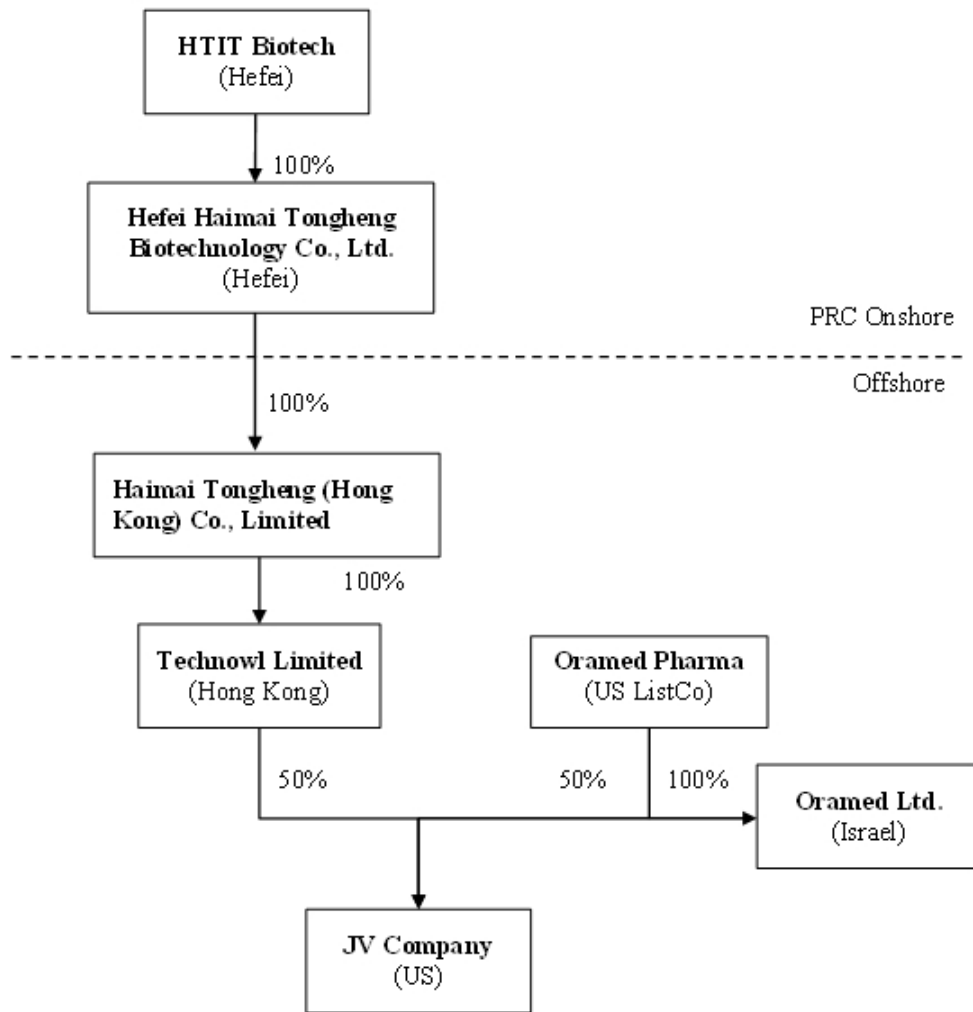 HTIT Biotech
(Hefei)
100%
Hefei Haimai Tongheng
Biotechnology Co., Ltd.
(Hefei)
PRC Onshore
Offshore
100%
Haimai Tongheng (Hong
Kong) Co., Limited
100%
Technowl Limited
(Hong Kong)
Oramed Pharma
(US ListCo)
50%
50%
100%
Oramed Ltd.
(Israel)
JV Company
(US)